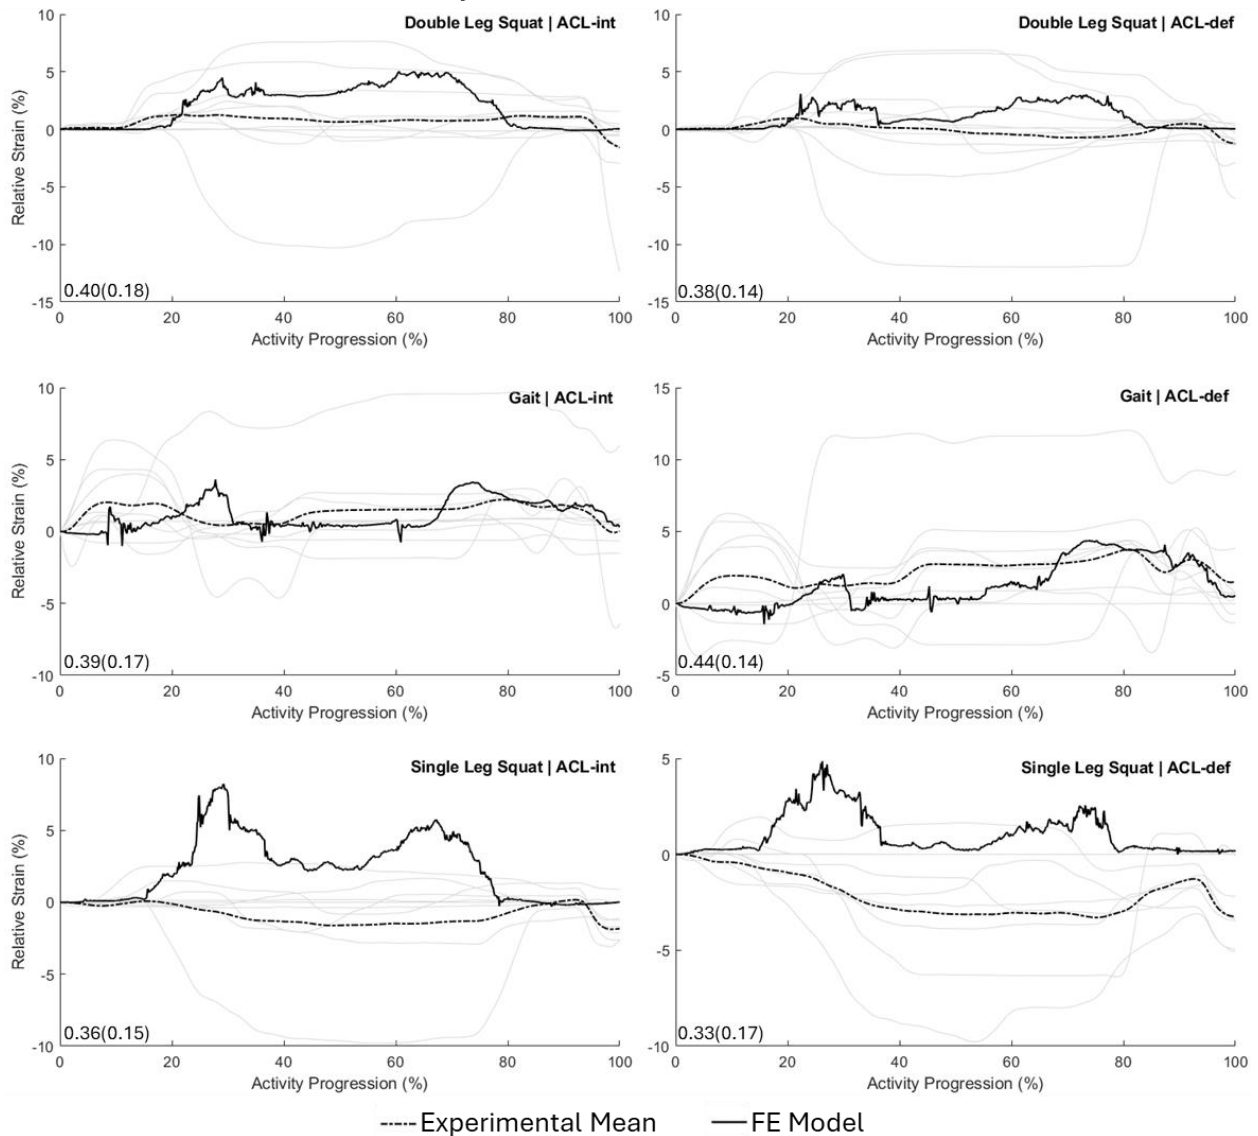 Double Leg Squat | ACL-int
10
5
0
-5
-10
-15
Relative Strain (%)
0.40(0.18)
0 20 40 60 80 100
Activity Progression (%)
Double Leg Squat | ACL-def
10
5
0
-5
-10
-15
0.38(0.14)
0 20 40 60 80 100
Activity Progression (%)
Gait | ACL-int
10
5
0
-5
-10
Relative Strain (%)
0.39(0.17)
0 20 40 60 80 100
Activity Progression (%)
Gait | ACL-def
15
10
5
0
-5
0.44(0.14)
0 20 40 60 80 100
Activity Progression (%)
Single Leg Squat | ACL-int
10
5
0
-5
-10
Relative Strain (%)
0.36(0.15)
0 20 40 60 80 100
Activity Progression (%)
Single Leg Squat | ACL-def
5
0
-5
-10
0.33(0.17)
0 20 40 60 80 100
Activity Progression (%)
Experimental Mean FE Model